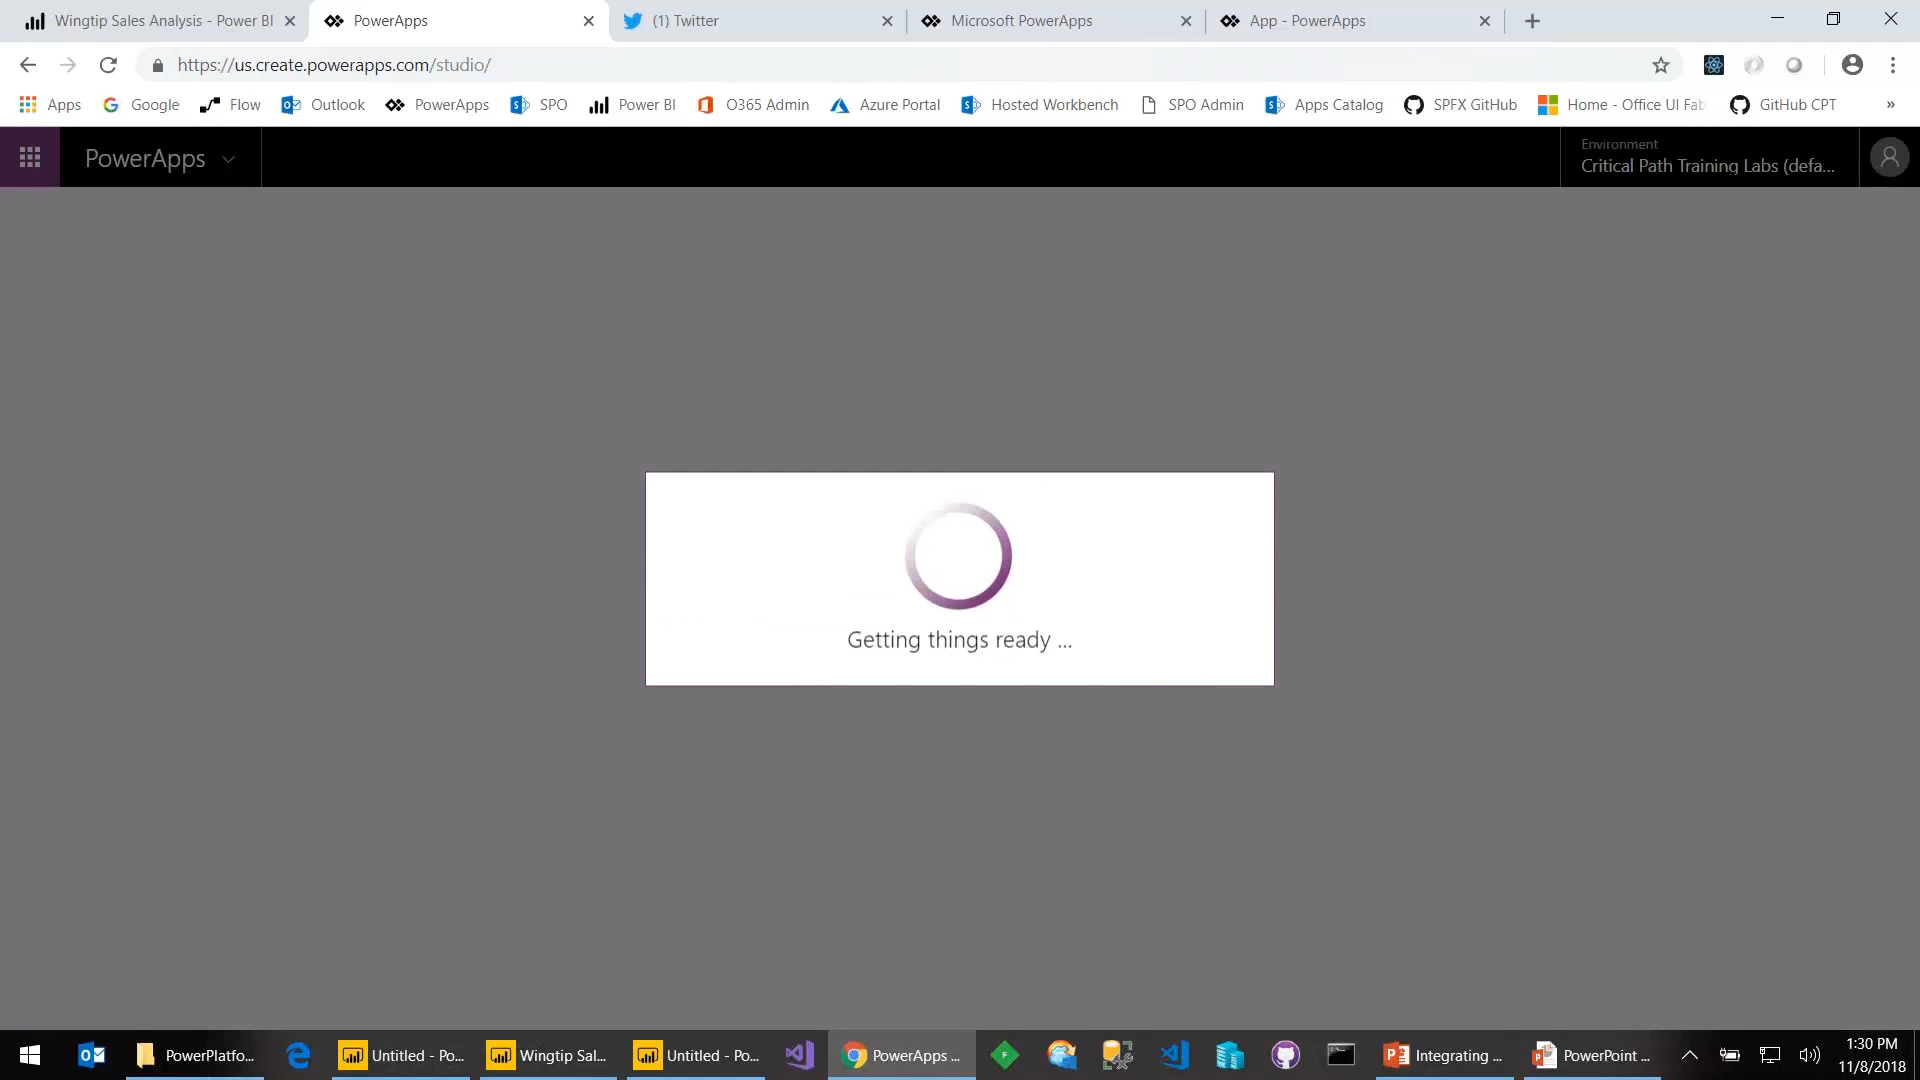 Wingtip Sales Analysis - Power BI
PowerApps
(1) Twitter
Microsoft PowerApps
App - PowerApps
https://us.create.powerapps.com/studio/
Apps
Google
Flow
Outlook
PowerApps
SPO
Power BI
O365 Admin
Azure Portal
Hosted Workbench
SPO Admin
Apps Catalog
SPFX GitHub
Home - Office UI Fab
GitHub CPT
»
PowerApps
Environment
Critical Path Training Labs (defa...
Getting things ready ...
PowerPlatfo...
Untitled - Po...
Wingtip Sal...
Untitled - Po...
PowerApps ...
Integrating ...
PowerPoint ...
1:30 PM
11/8/2018